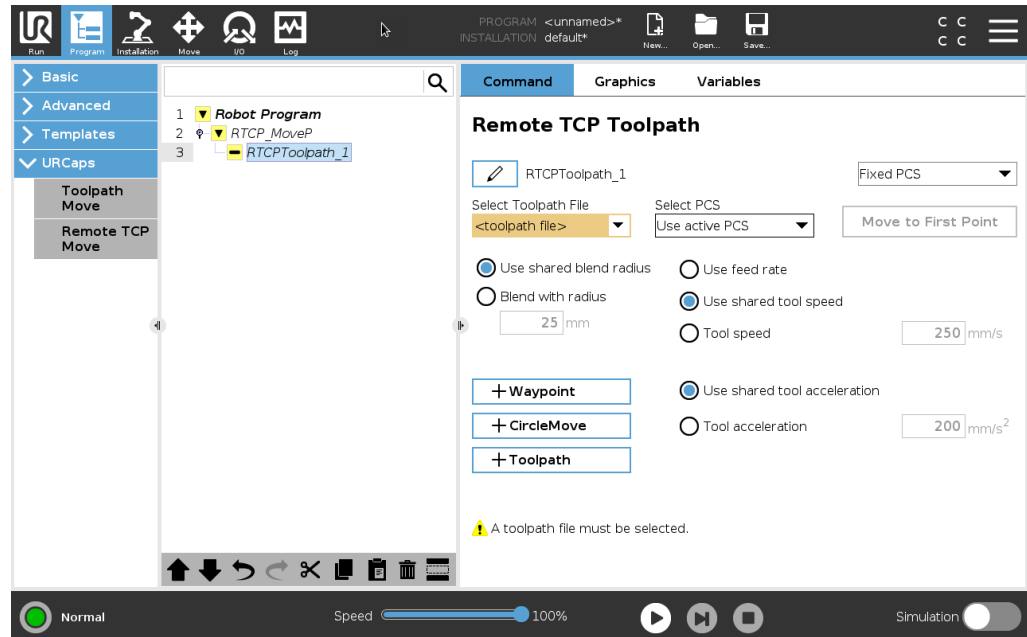 PROGRAM <unnamed>*
INSTALLATION default*
UR
Run
Program
Installation
Move
I/O
Log
New...
Open...
Save...
C C
C C
Basic
Advanced
Templates
URCaps
Toolpath
Move
Remote TCP
Move
1 Robot Program
2 RTCP_MoveP
3 RTCPToolpath_1
Command Graphics Variables
Remote TCP Toolpath
RTCPToolpath_1
Fixed PCS
Select Toolpath File Select PCS
<toolpath file> Use active PCS Move to First Point
Use shared blend radius Use feed rate
Blend with radius Use shared tool speed
25 mm Tool speed 250 mm/s
+Waypoint Use shared tool acceleration
+CircleMove Tool acceleration 200 mm/s2
+Toolpath
A toolpath file must be selected.
Normal
Speed 100%
Simulation